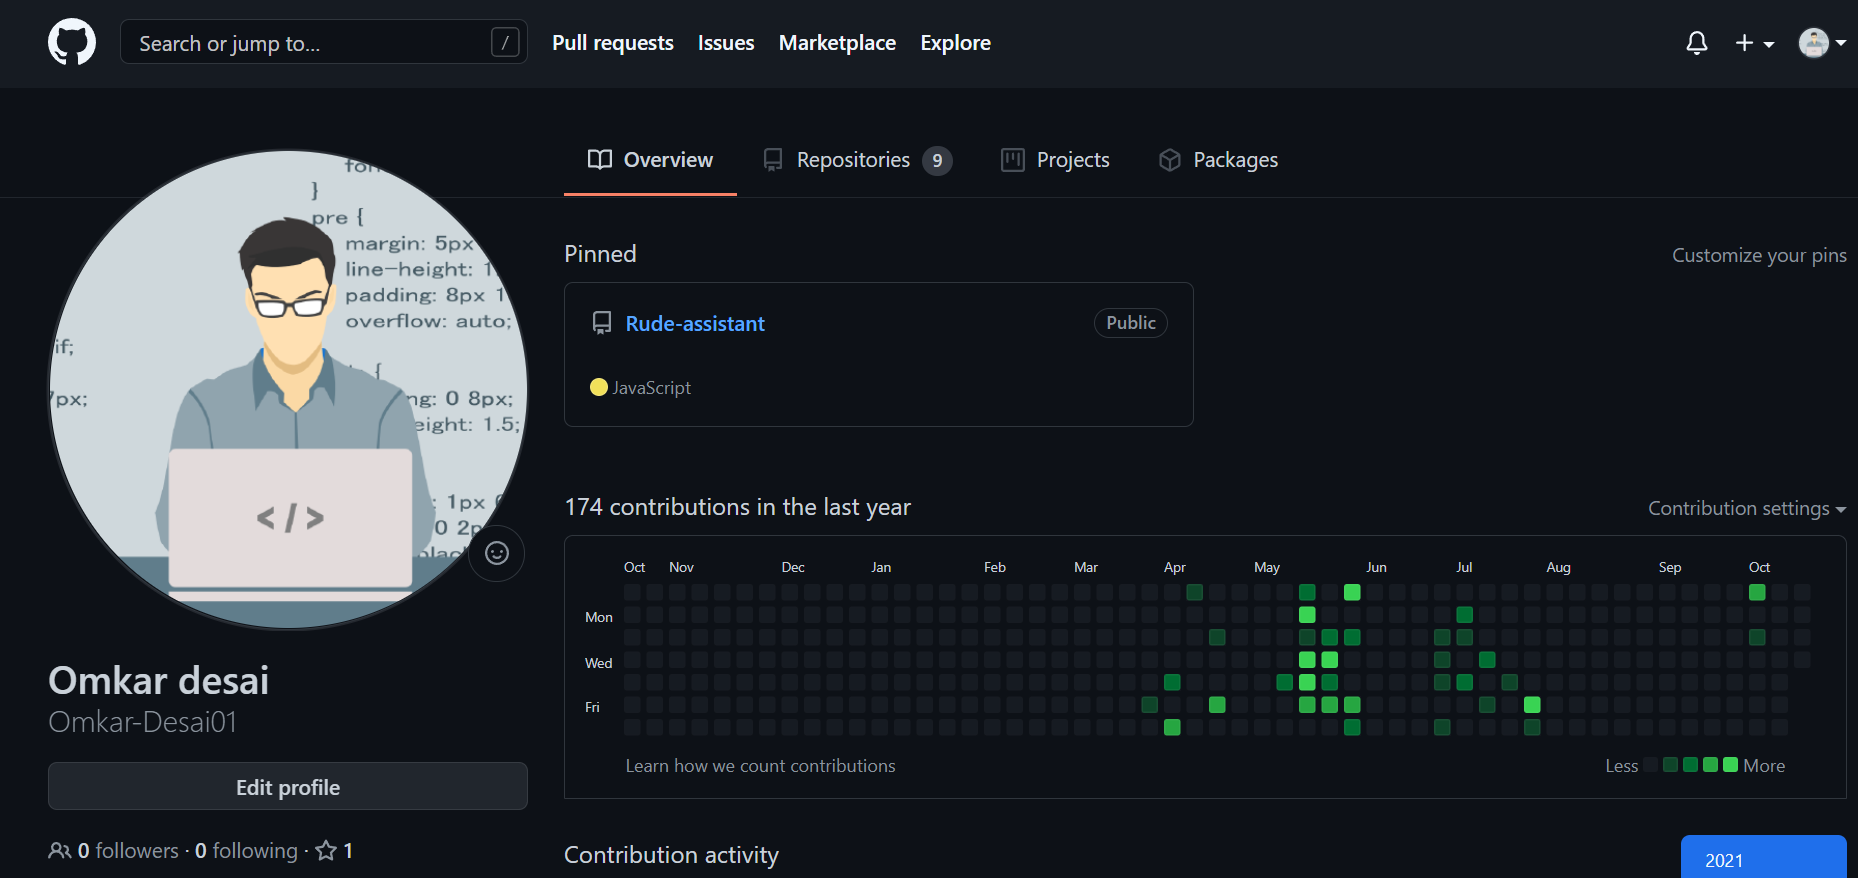 Search or jump to...
/
Pull requests
Issues
Marketplace
Explore
Overview
Repositories 9
Projects
Packages
}
pre {
margin: 5px
line-height: 1
padding: 8px 1
overflow: auto;
if;
{
px;
ng: 0 8px;
eight: 1.5;
: 1px
0 2p
</>
Omkar desai
Omkar-Desai01
Edit profile
0 followers · 0 following · 1
Pinned
Customize your pins
Rude-assistant
Public
JavaScript
174 contributions in the last year
Contribution settings
Oct Nov Dec Jan Feb Mar Apr May Jun Jul Aug Sep Oct
Mon
Wed
Fri
Learn how we count contributions
Less More
Contribution activity
2021